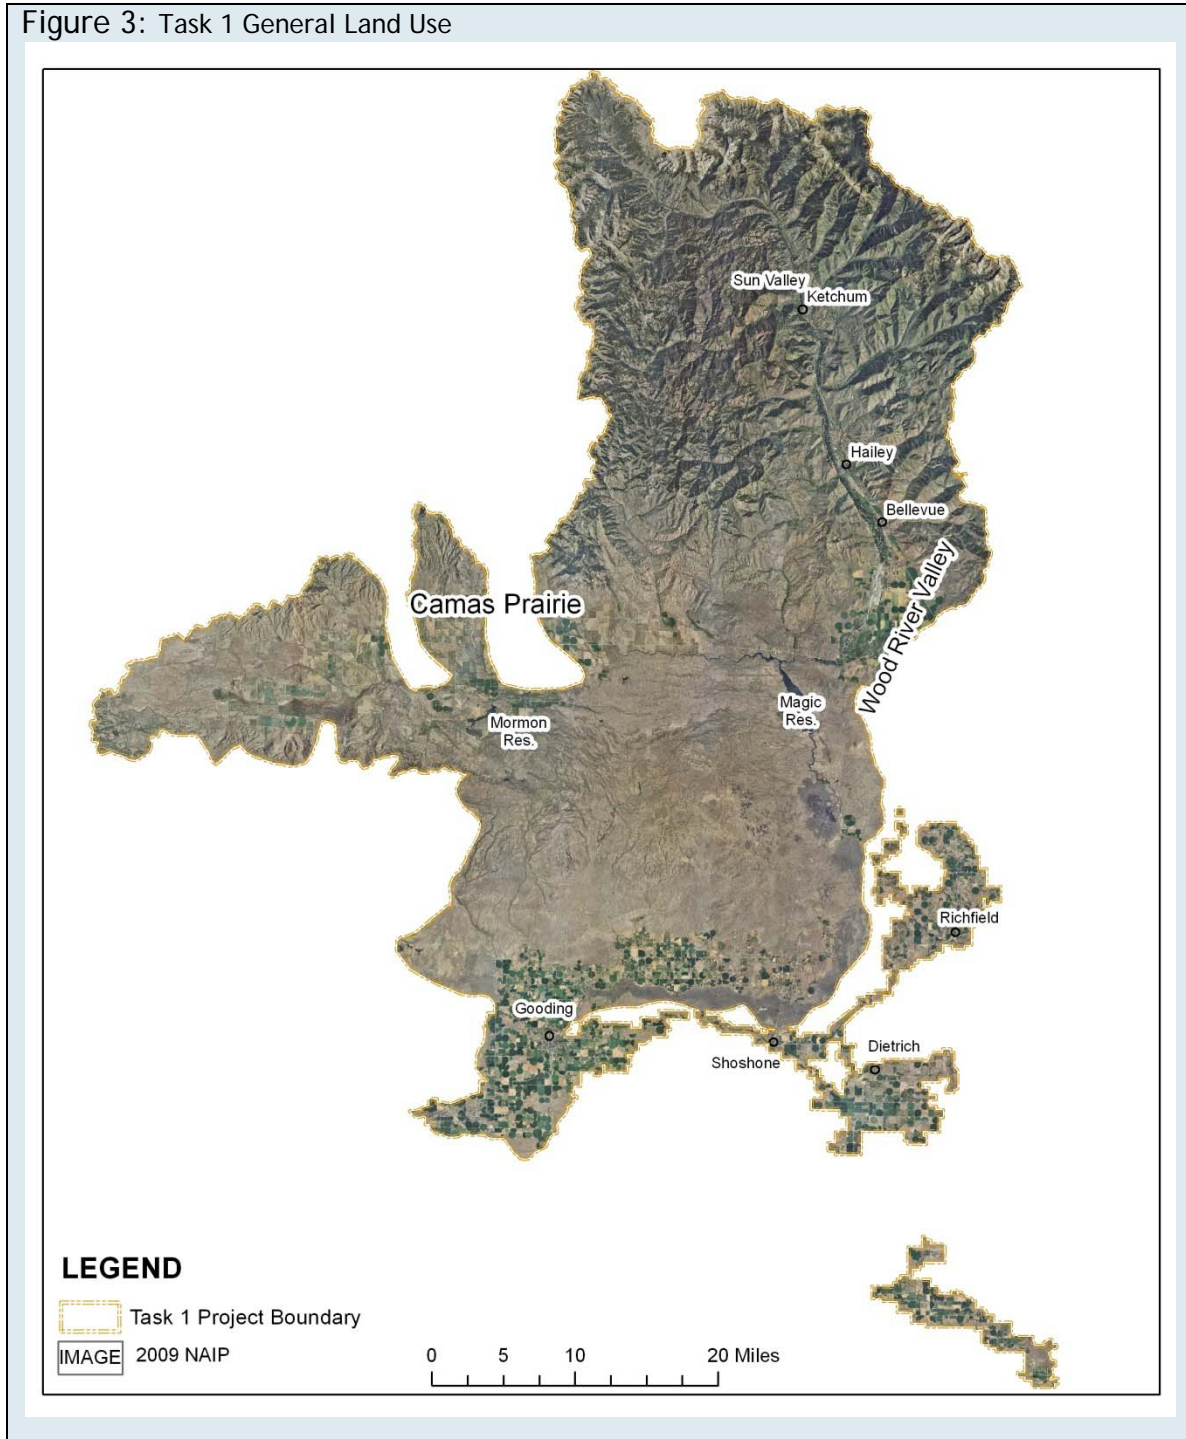 Figure 3: Task 1 General Land Use
Sun Valley
Ketchum
Hailey
Bellevue
Wood River Valley
Camas Prairie
Magic
Res.
Mormon
Res.
Richfield
Gooding
Shoshone
Dietrich
LEGEND
Task 1 Project Boundary
IMAGE 2009 NAIP
0 5 10 20 Miles